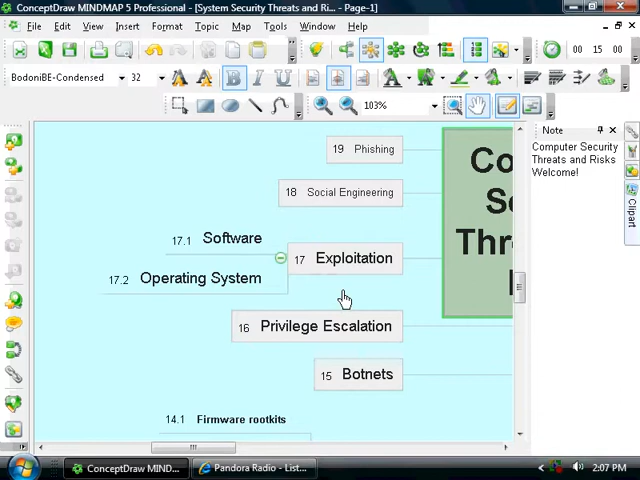 ConceptDraw MINDMAP 5 Professional - [System Security Threats and Ri... - Page-1]
File Edit View Insert Format Topic Map Tools Window Help
00 15 00
BodoniBE-Condensed 32
103%
19 Phishing
18 Social Engineering
17.1 Software
17 Exploitation
17.2 Operating System
16 Privilege Escalation
15 Botnets
14.1 Firmware rootkits
Note
Computer Security
Threats and Risks
Welcome!
Clipart
ConceptDraw MIND...
Pandora Radio - List...
2:07 PM